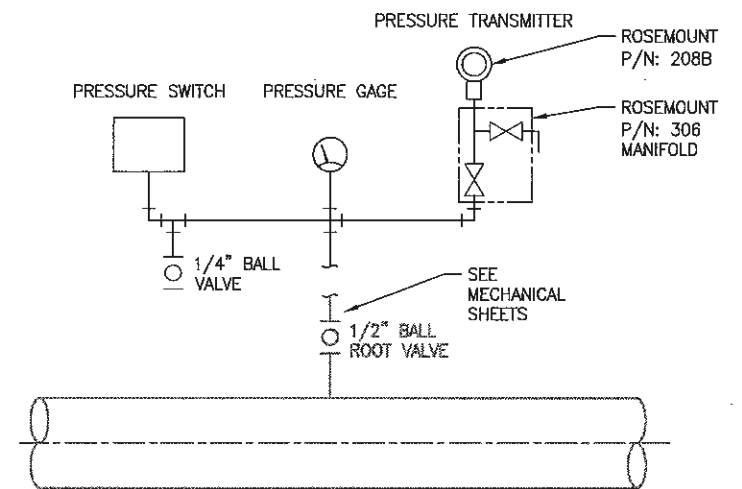 PRESSURE TRANSMITTER
ROSEMOUNT
P/N: 208B
PRESSURE SWITCH
PRESSURE GAGE
ROSEMOUNT
P/N: 306
MANIFOLD
1/4" BALL
VALVE
SEE
MECHANICAL
SHEETS
1/2" BALL
ROOT VALVE